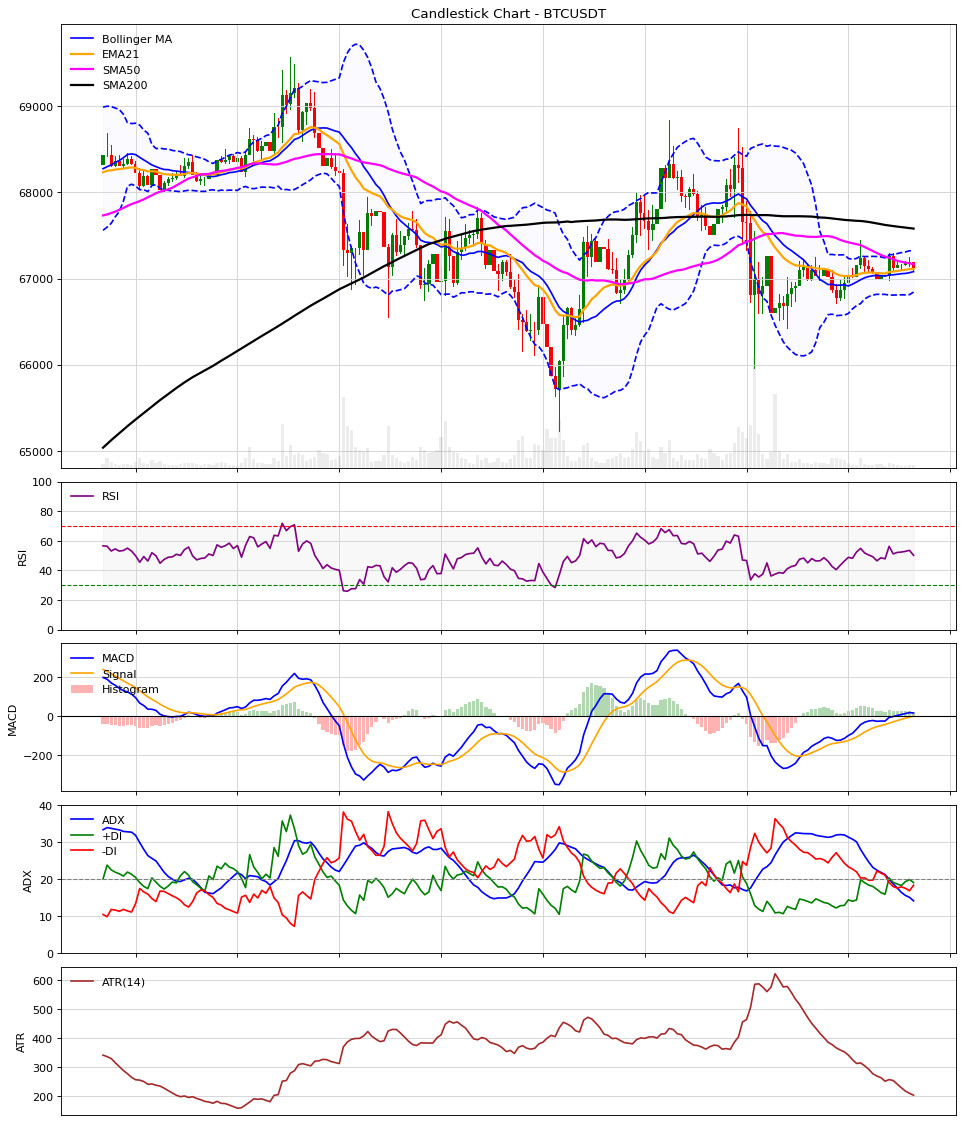 Candlestick Chart - BTCUSDT
Bollinger MA
EMA21
SMA50
SMA200
69000
68000
67000
66000
65000
RSI
100
80
60
40
20
0
RSI
MACD
Signal
Histogram
200
0
−200
MACD
ADX
+DI
-DI
40
30
20
10
0
ADX
ATR(14)
600
500
400
300
200
ATR